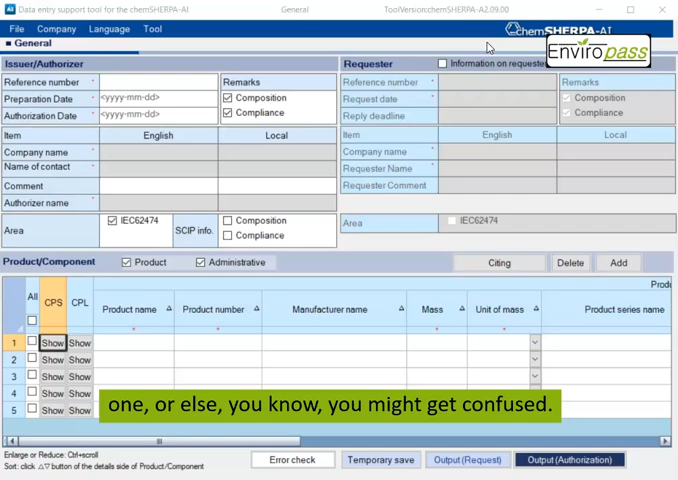 Data entry support tool for the chemSHERPA-AI General ToolVersion:chemSHERPA-A2.09.00
File Company Language Tool chemSHERPA-AI
General
Enviropass
Issuer/Authorizer Requester Information on requester
Reference number * Remarks Reference number * Remarks
Preparation Date * <yyyy-mm-dd> Composition Request date * Composition
Authorization Date * <yyyy-mm-dd> Compliance Reply deadline Compliance
Item English Local Item English Local
Company name * Company name *
Name of contact * Requester Name *
Comment Requester Comment
Authorizer name *
Area IEC62474 SCIP info. Composition Area IEC62474
Compliance
Product/Component Product Administrative Citing Delete Add
All CPS CPL Product name Δ Product number Δ Manufacturer name Δ Mass Δ Unit of mass Δ Product series name
* * * *
1 Show Show
2 Show Show
3 Show Show
4 Show Show
5 Show Show
one, or else, you know, you might get confused.
Enlarge or Reduce: Ctrl+scroll
Sort: click △▽ button of the details side of Product/Component
Error check Temporary save Output(Request) Output(Authorization)